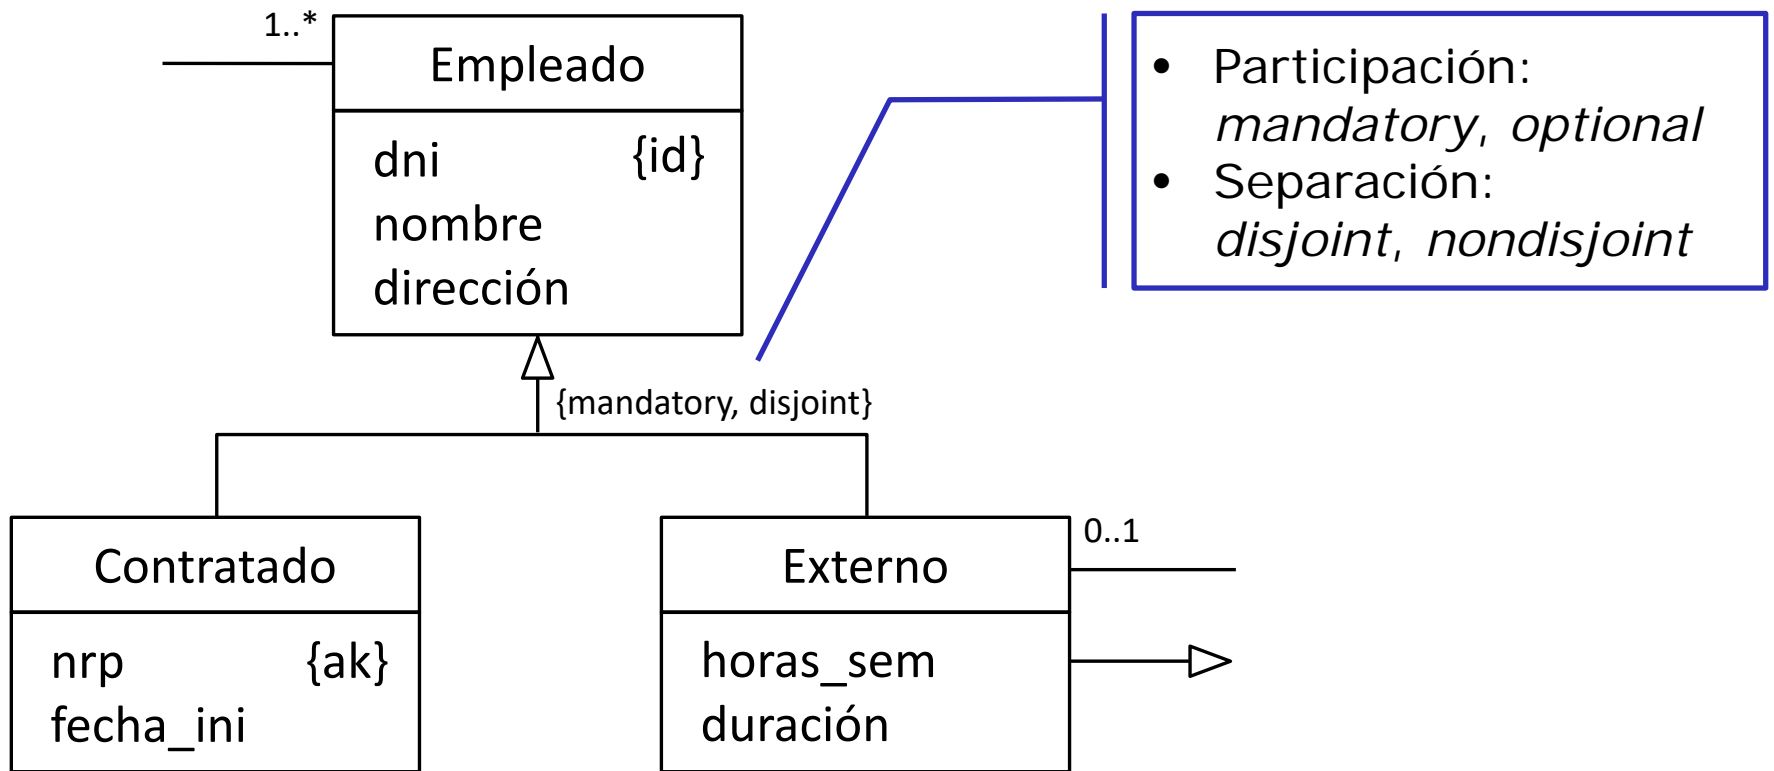 1..*
Empleado
dni {id}
nombre
dirección
• Participación:
mandatory, optional
• Separación:
disjoint, nondisjoint
{mandatory, disjoint}
Contratado
nrp {ak}
fecha_ini
Externo
0..1
horas_sem
duración